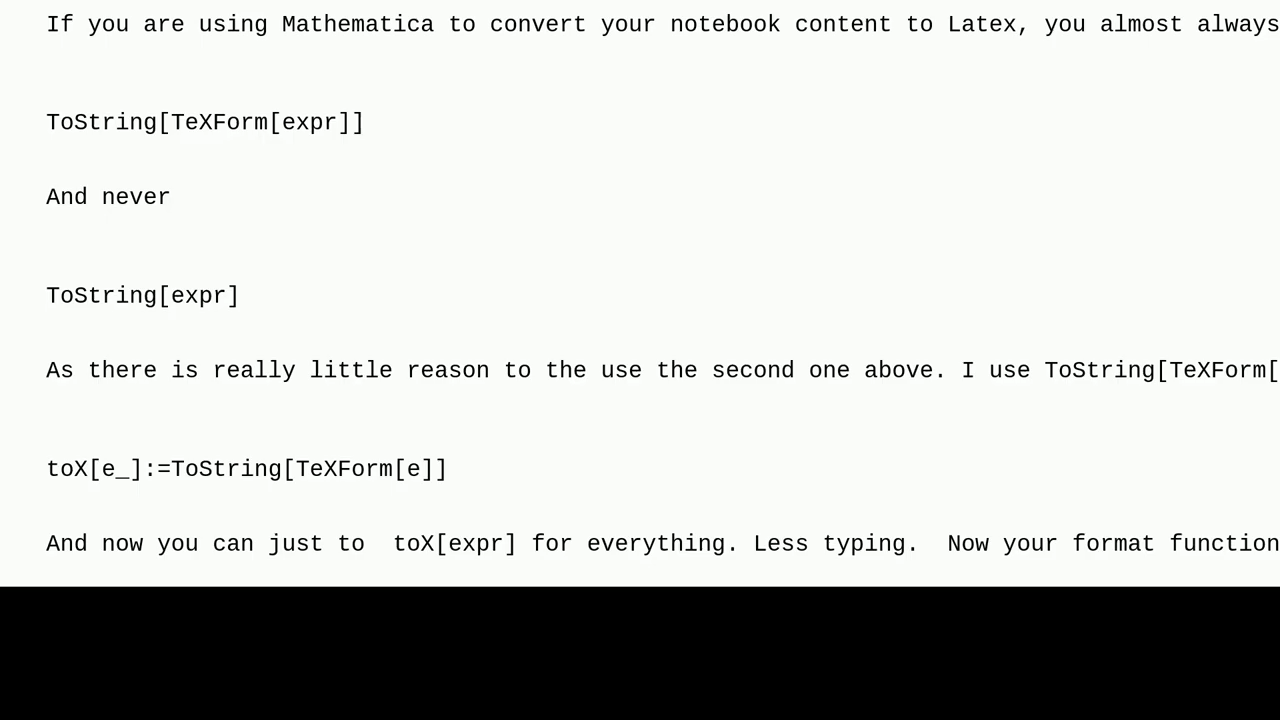 If you are using Mathematica to convert your notebook content to Latex, you almost always
ToString[TeXForm[expr]]
And never
ToString[expr]
As there is really little reason to the use the second one above. I use ToString[TeXForm[
toX[e_]:=ToString[TeXForm[e]]
And now you can just to  toX[expr] for everything. Less typing.  Now your format function